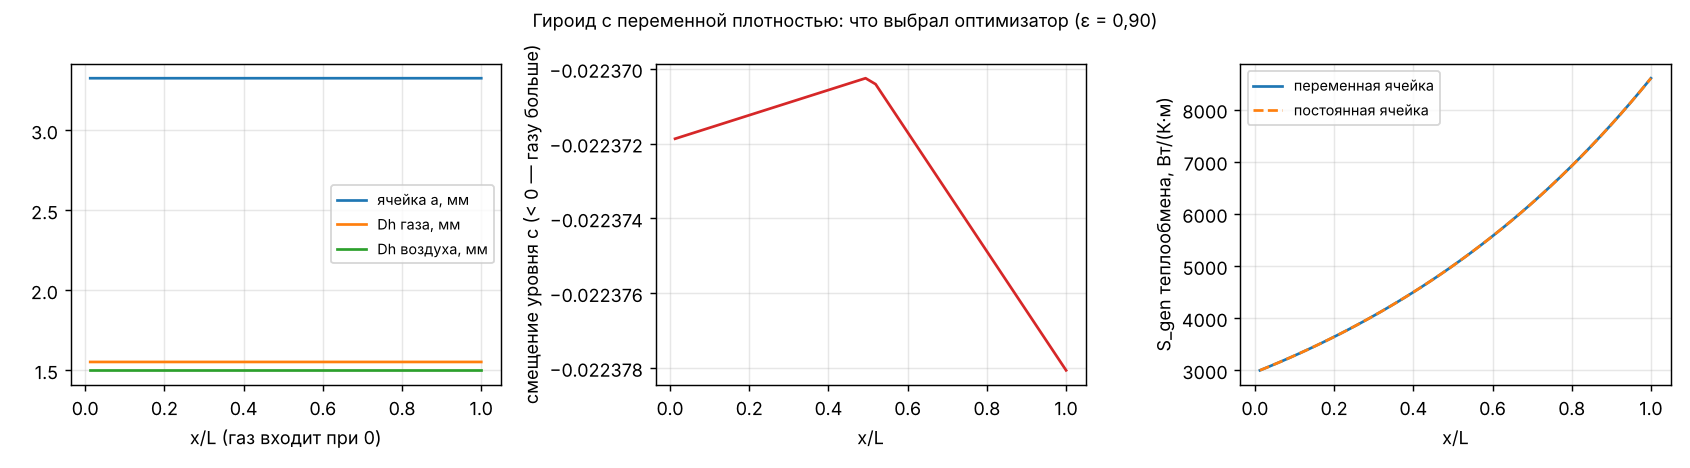 Гироид с переменной плотностью: что выбрал оптимизатор (ε = 0,90)
3.0
2.5
2.0
1.5
ячейка a, мм
Dh газа, мм
Dh воздуха, мм
0.0 0.2 0.4 0.6 0.8 1.0
x/L (газ входит при 0)
смещение уровня c (< 0 — газу больше)
−0.022370
−0.022372
−0.022374
−0.022376
−0.022378
0.0 0.2 0.4 0.6 0.8 1.0
x/L
S_gen теплообмена, Вт/(К·м)
8000
7000
6000
5000
4000
3000
переменная ячейка
постоянная ячейка
0.0 0.2 0.4 0.6 0.8 1.0
x/L